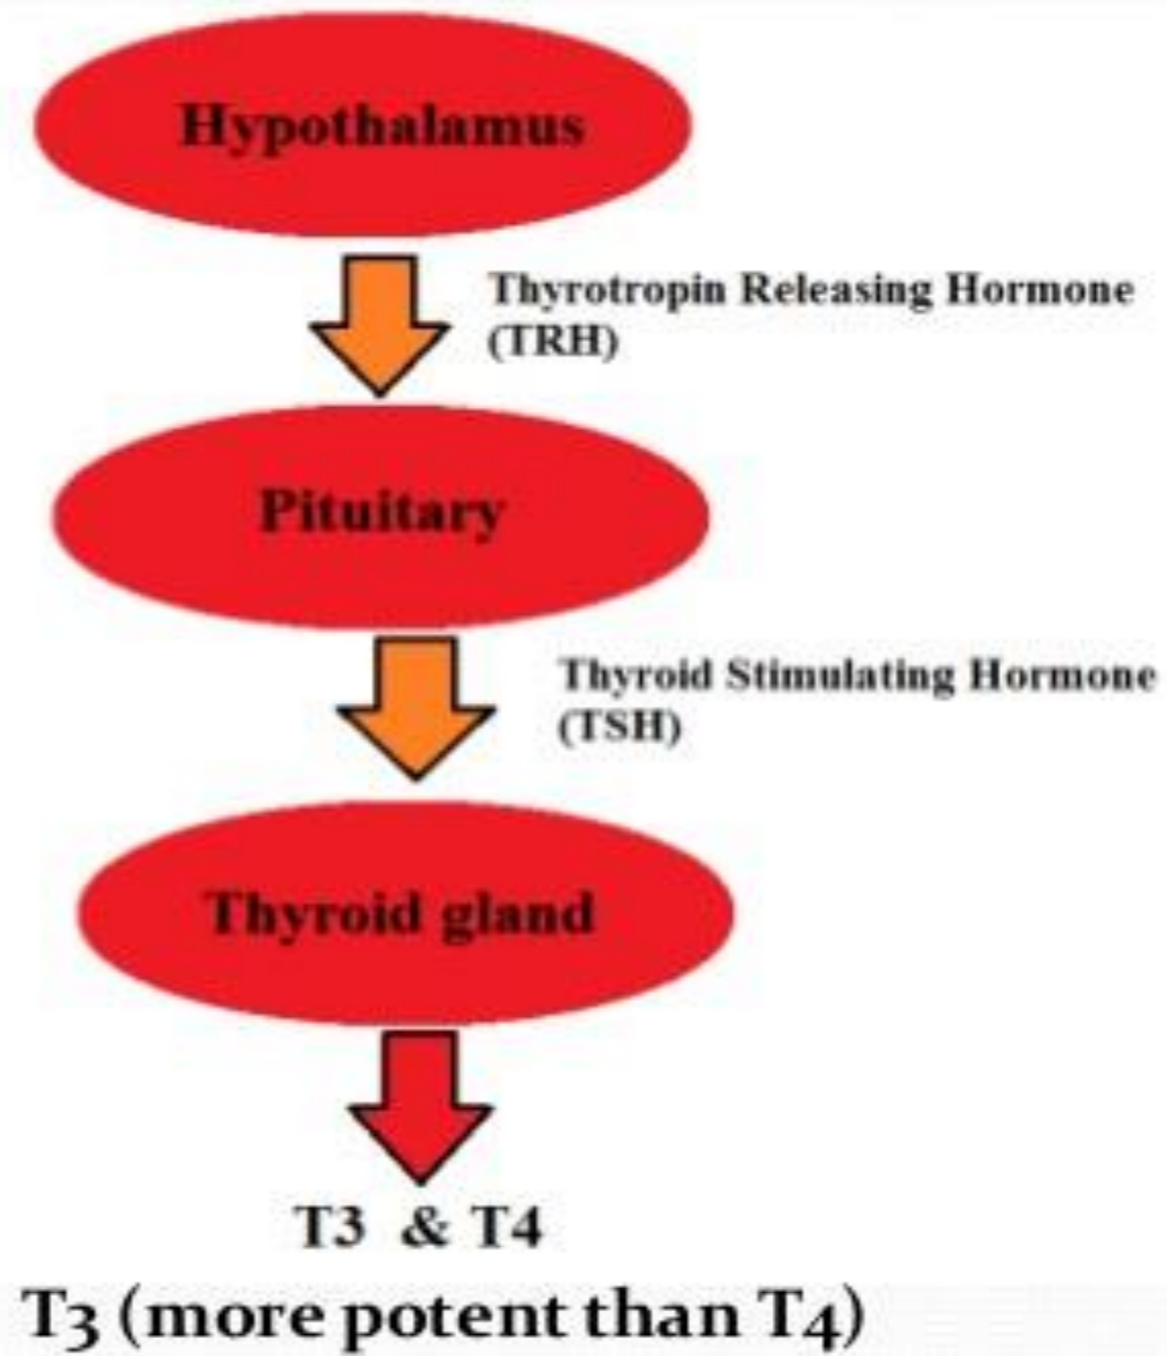 Hypothalamus
Thyrotropin Releasing Hormone
(TRH)
Pituitary
Thyroid Stimulating Hormone
(TSH)
Thyroid gland
T3 & T4
T3 (more potent than T4)